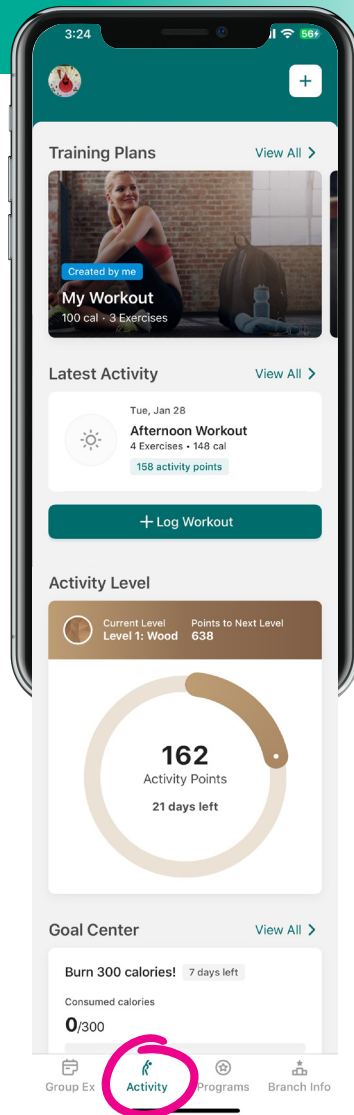 3:24
56
+
Training Plans
View All
Created by me
My Workout
100 cal • 3 Exercises
Latest Activity
View All
Tue, Jan 28
Afternoon Workout
4 Exercises • 148 cal
158 activity points
+ Log Workout
Activity Level
Current Level Points to Next Level
Level 1: Wood 638
162
Activity Points
21 days left
Goal Center
View All
Burn 300 calories! 7 days left
Consumed calories
0/300
Group Ex Activity Programs Branch Info